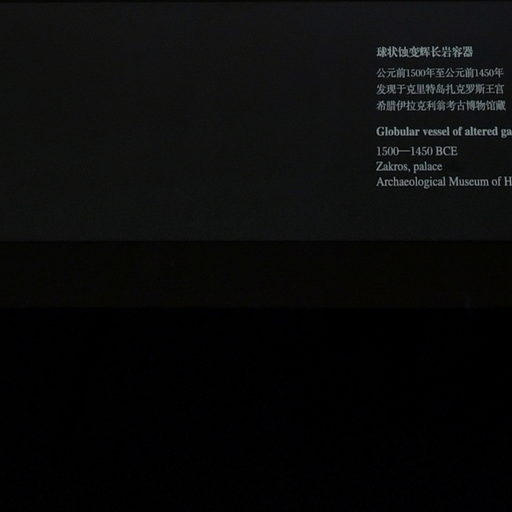 球状蚀变辉长岩容器
公元前1500年至公元前1450年
发现于克里特岛扎克罗斯王宫
希腊伊拉克利翁考古博物馆藏
Globular vessel of altered ga
1500—1450 BCE
Zakros, palace
Archaeological Museum of H